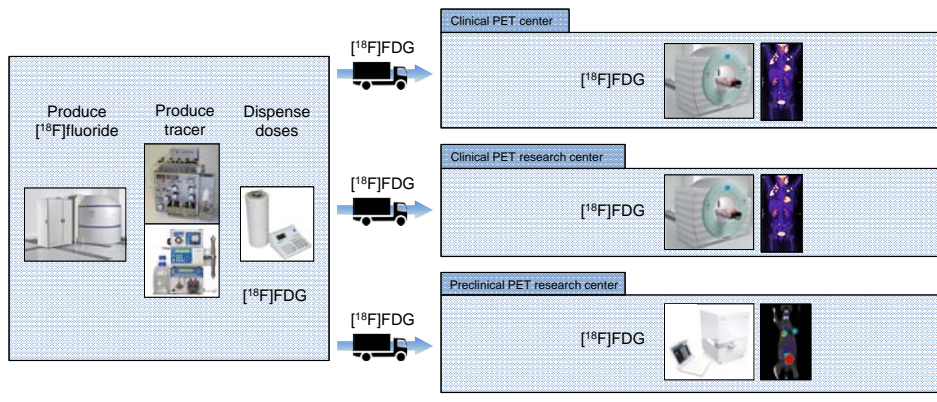 Produce
[¹⁸F]fluoride
Produce
tracer
Dispense
doses
[¹⁸F]FDG
[¹⁸F]FDG
Clinical PET center
[¹⁸F]FDG
[¹⁸F]FDG
Clinical PET research center
[¹⁸F]FDG
[¹⁸F]FDG
Preclinical PET research center
[¹⁸F]FDG